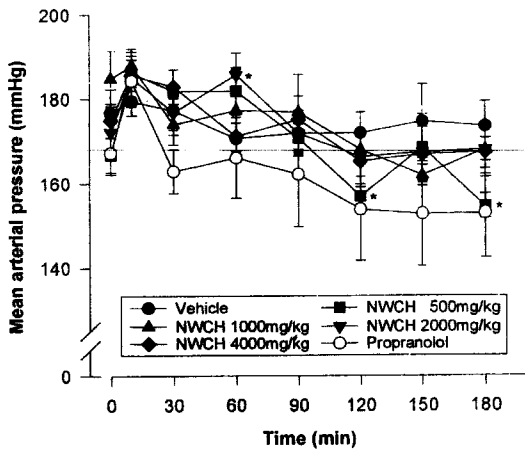 Mean arterial pressure (mmHg)
200
180
160
140
0
*
*
*
Vehicle
NWCH 500mg/kg
NWCH 1000mg/kg
NWCH 2000mg/kg
NWCH 4000mg/kg
Propranolol
0 10 30 60 90 120 150 180
Time (min)